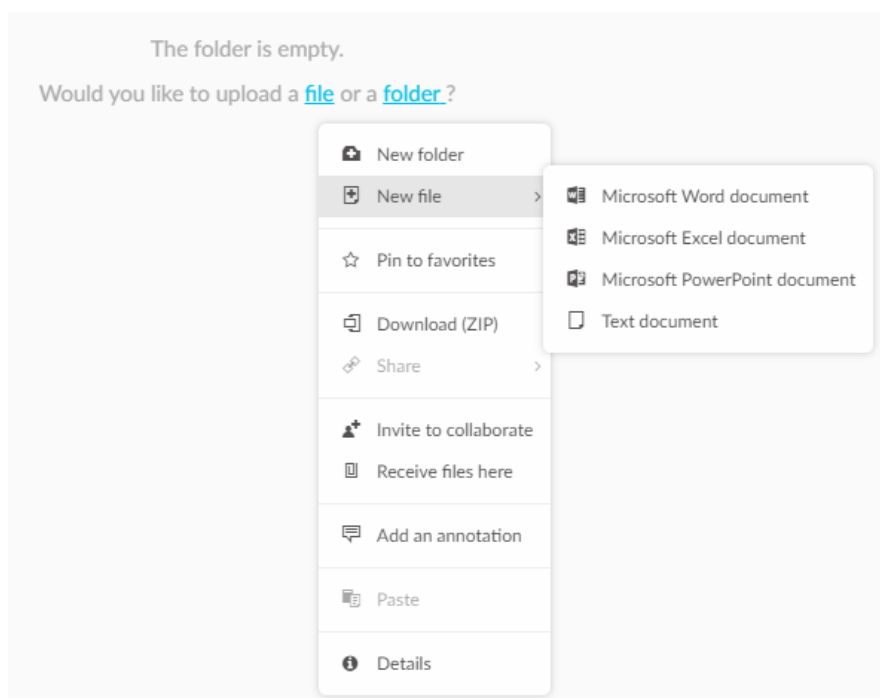 The folder is empty.
Would you like to upload a file or a folder ?
New folder
New file
Pin to favorites
Download (ZIP)
Share
Invite to collaborate
Receive files here
Add an annotation
Paste
Details
Microsoft Word document
Microsoft Excel document
Microsoft PowerPoint document
Text document